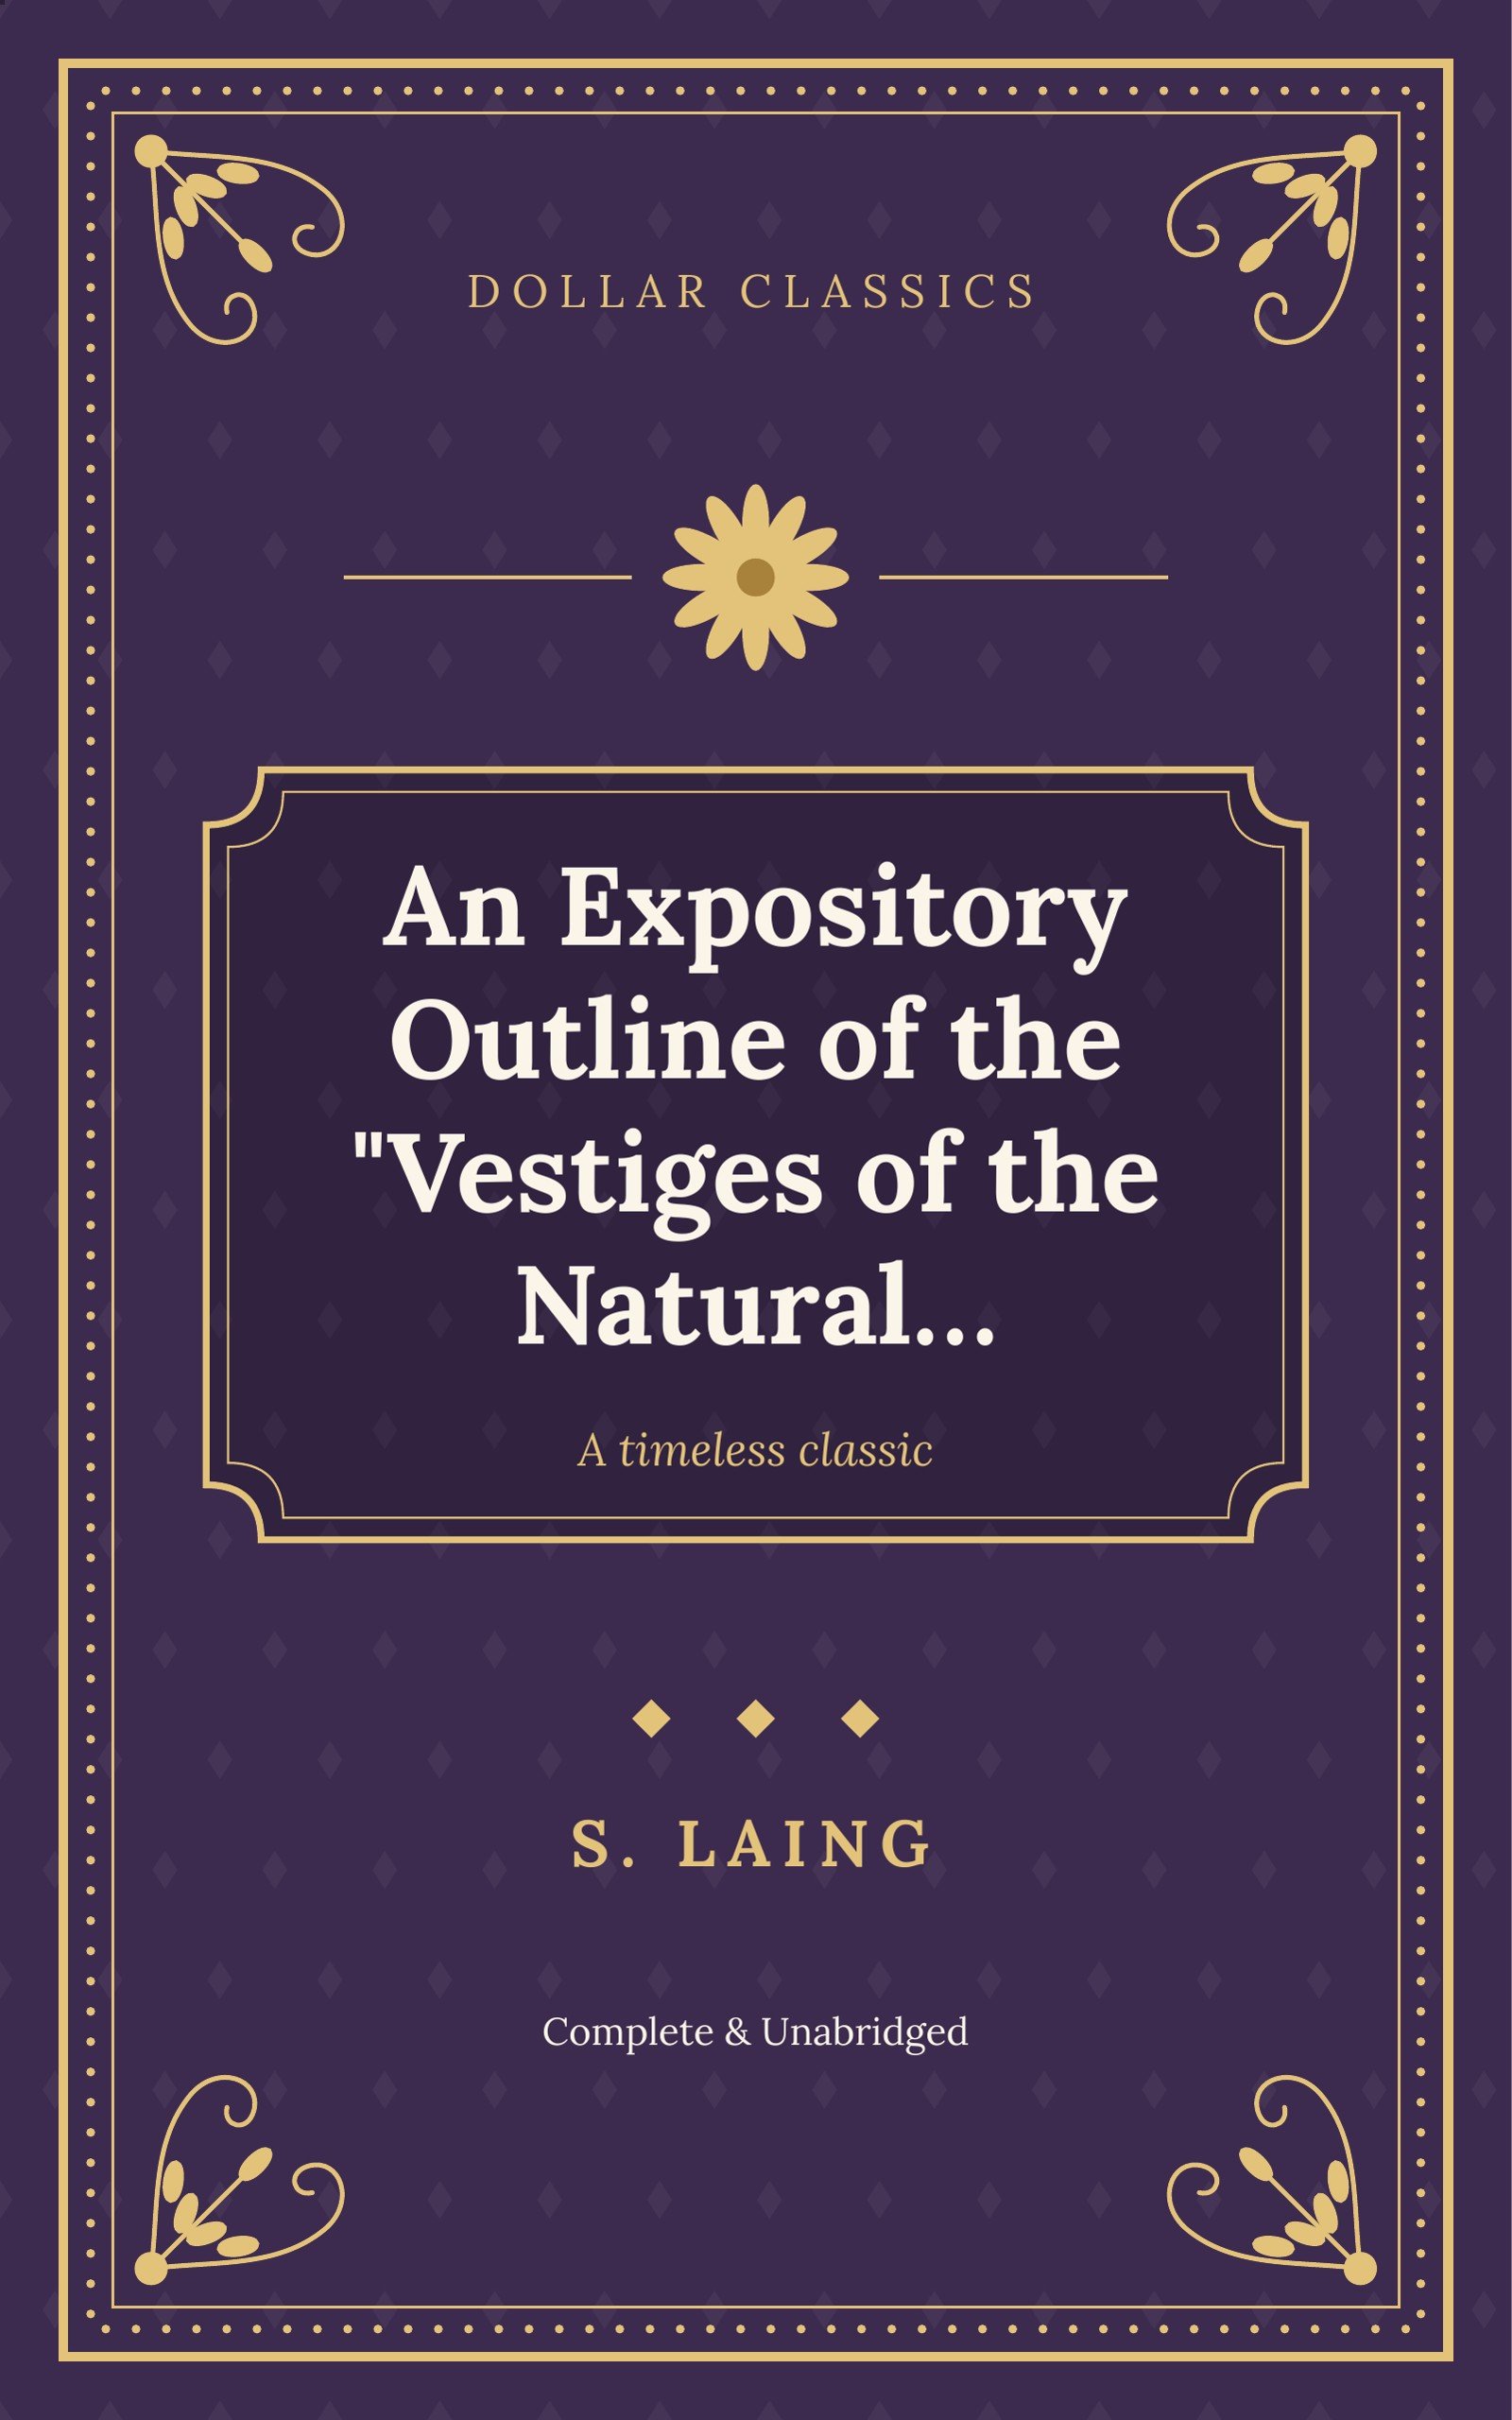 DOLLAR CLASSICS
An Expository
Outline of the
"Vestiges of the
Natural...
A timeless classic
S. LAING
Complete & Unabridged